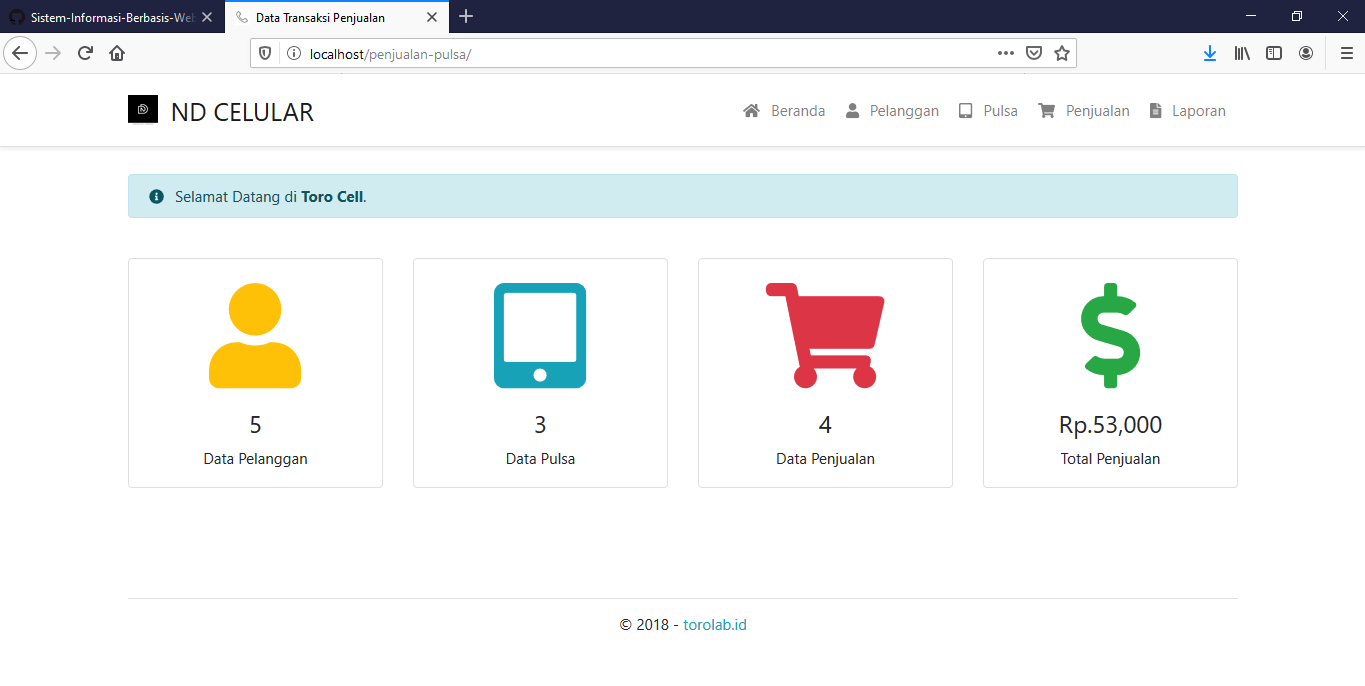 Sistem-Informasi-Berbasis-Web
Data Transaksi Penjualan
localhost/penjualan-pulsa/
ND CELULAR
Beranda Pelanggan Pulsa Penjualan Laporan
Selamat Datang di Toro Cell.
5 3 4 Rp.53,000
Data Pelanggan Data Pulsa Data Penjualan Total Penjualan
© 2018 - torolab.id